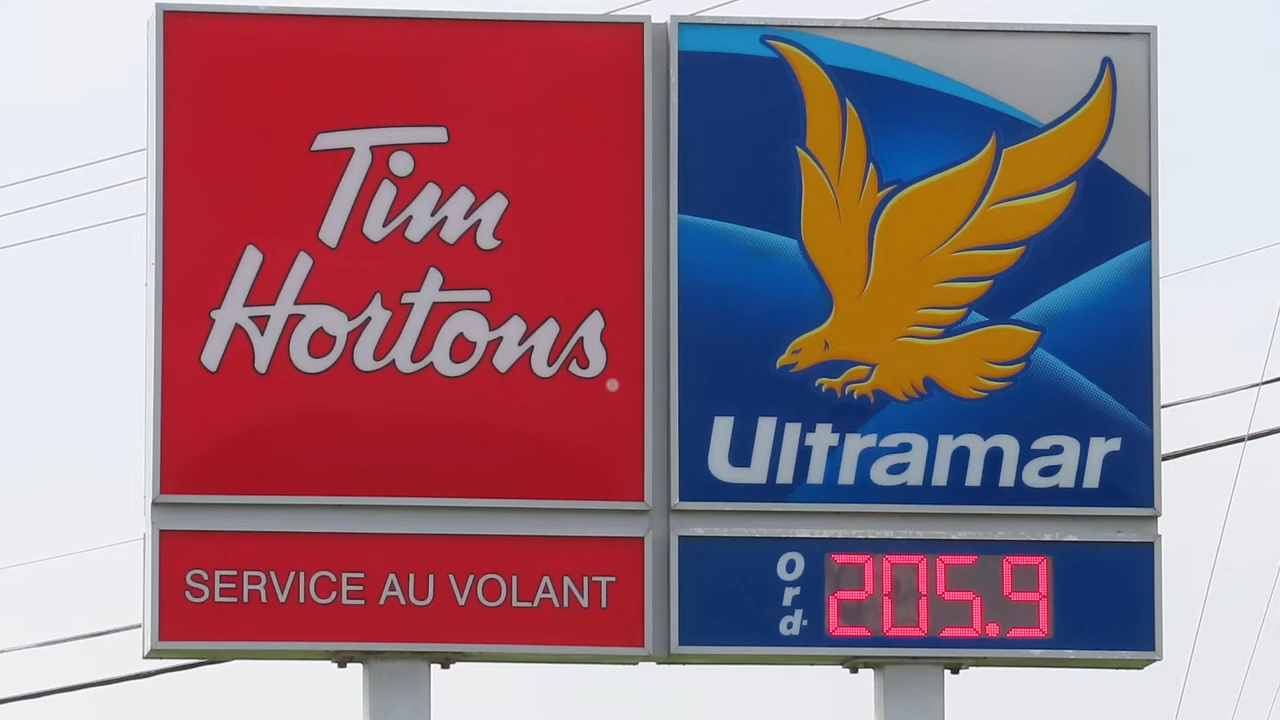 Tim
Hortons
SERVICE AU VOLANT
Ultramar
Ord.
205.9